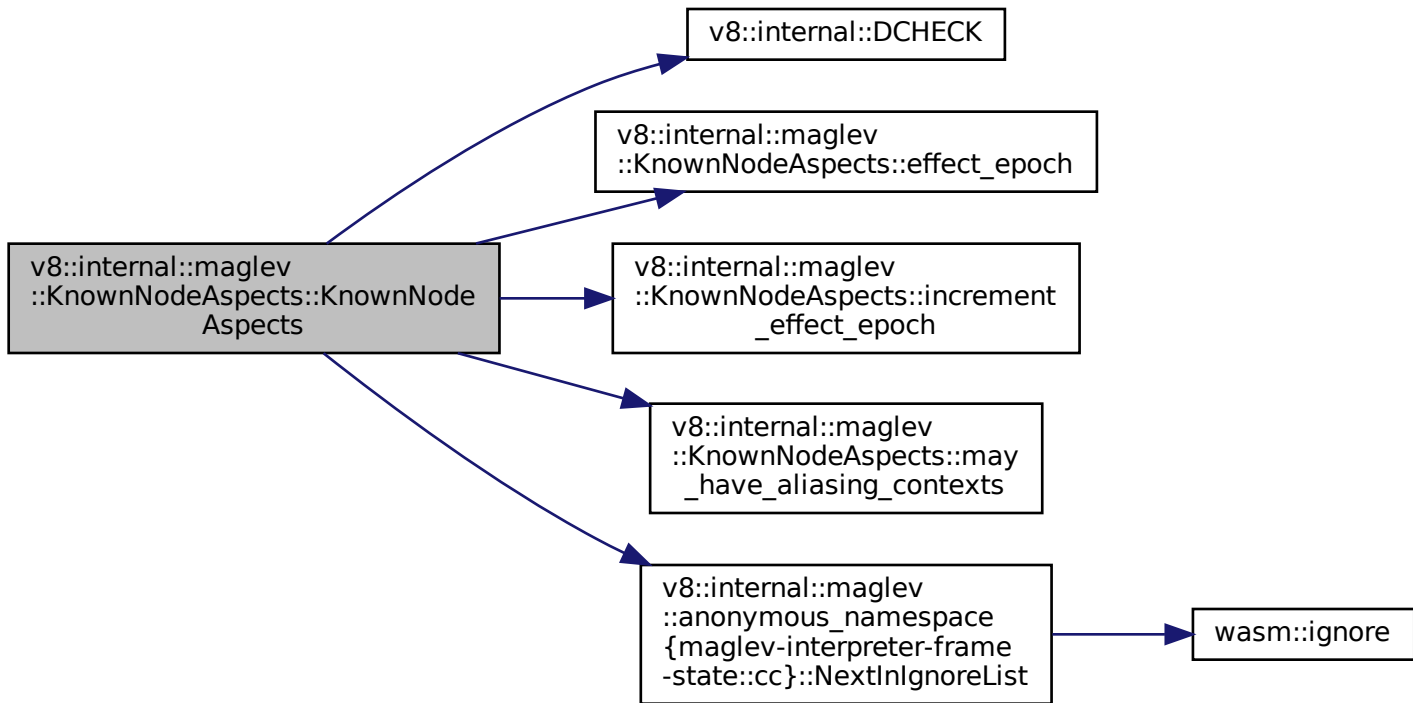 v8::internal::DCHECK
v8::internal::maglev
::KnownNodeAspects::effect_epoch
v8::internal::maglev
::KnownNodeAspects::KnownNode
Aspects
v8::internal::maglev
::KnownNodeAspects::increment
_effect_epoch
v8::internal::maglev
::KnownNodeAspects::may
_have_aliasing_contexts
v8::internal::maglev
::anonymous_namespace
{maglev-interpreter-frame
-state::cc}::NextInIgnoreList
wasm::ignore